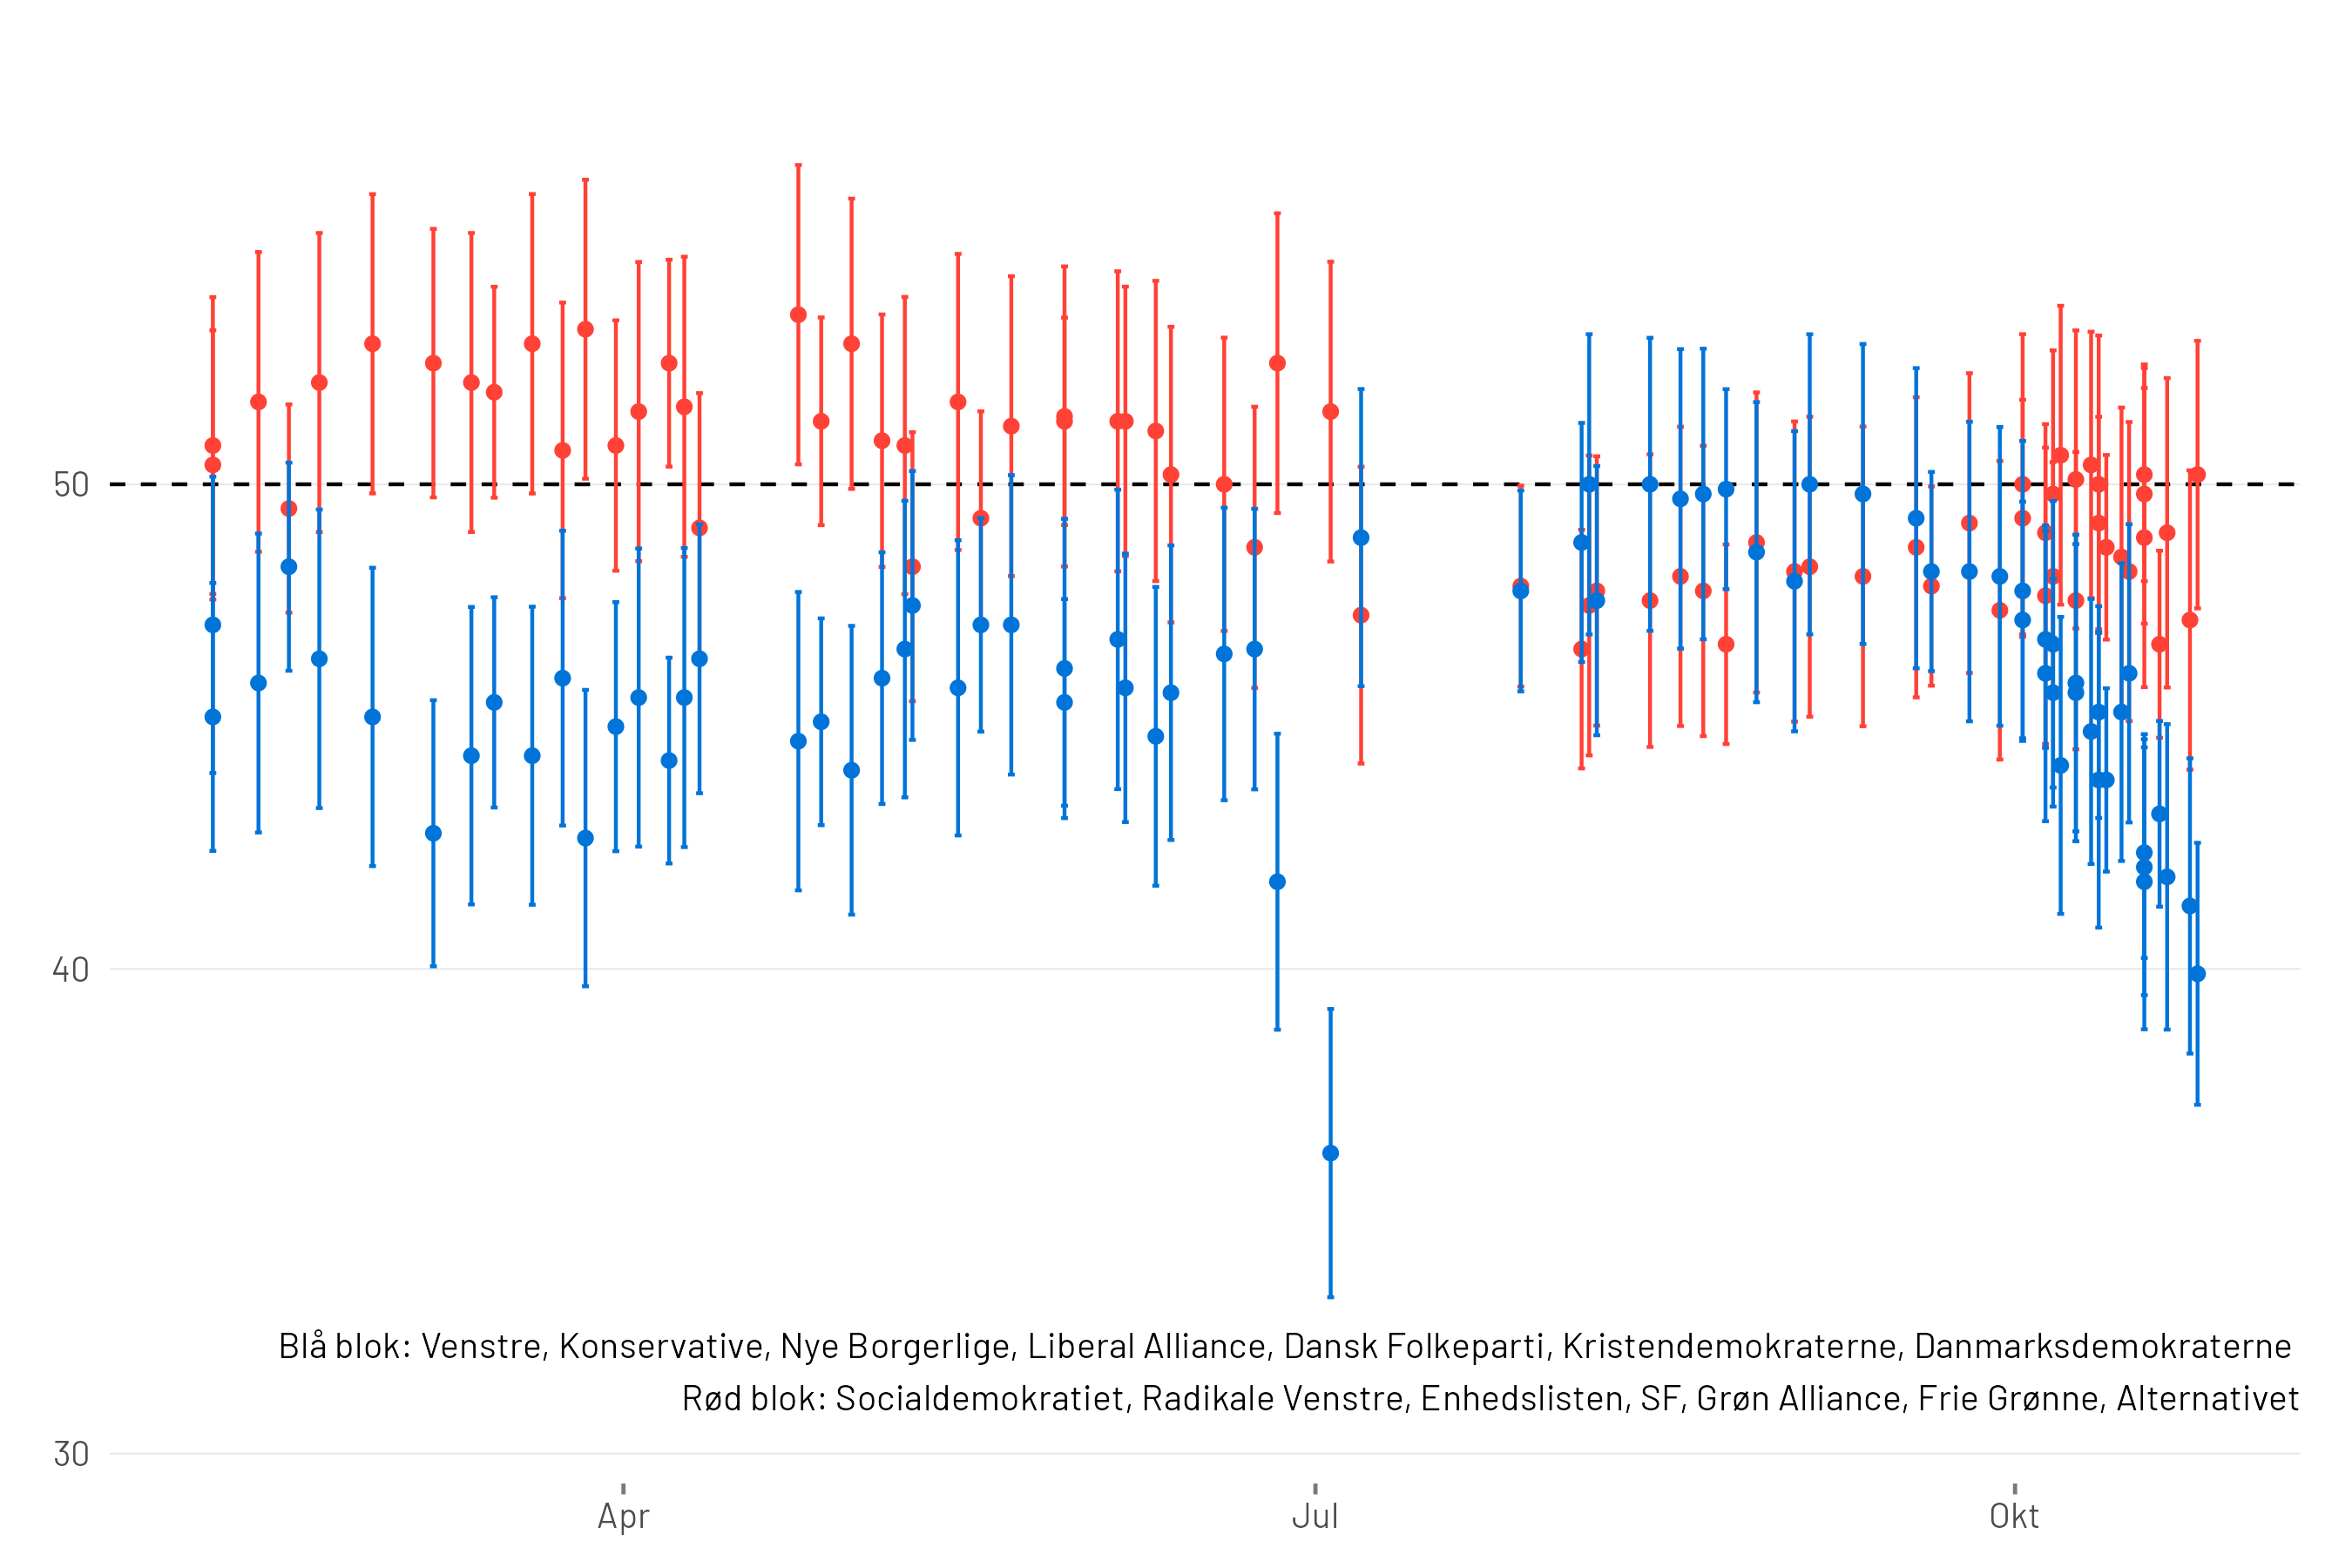 50
40
Blå blok: Venstre, Konservative, Nye Borgerlige, Liberal Alliance, Dansk Folkeparti, Kristendemokraterne, Danmarksdemokraterne
Rød blok: Socialdemokratiet, Radikale Venstre, Enhedslisten, SF, Grøn Alliance, Frie Grønne, Alternativet
30
Apr Jul Okt